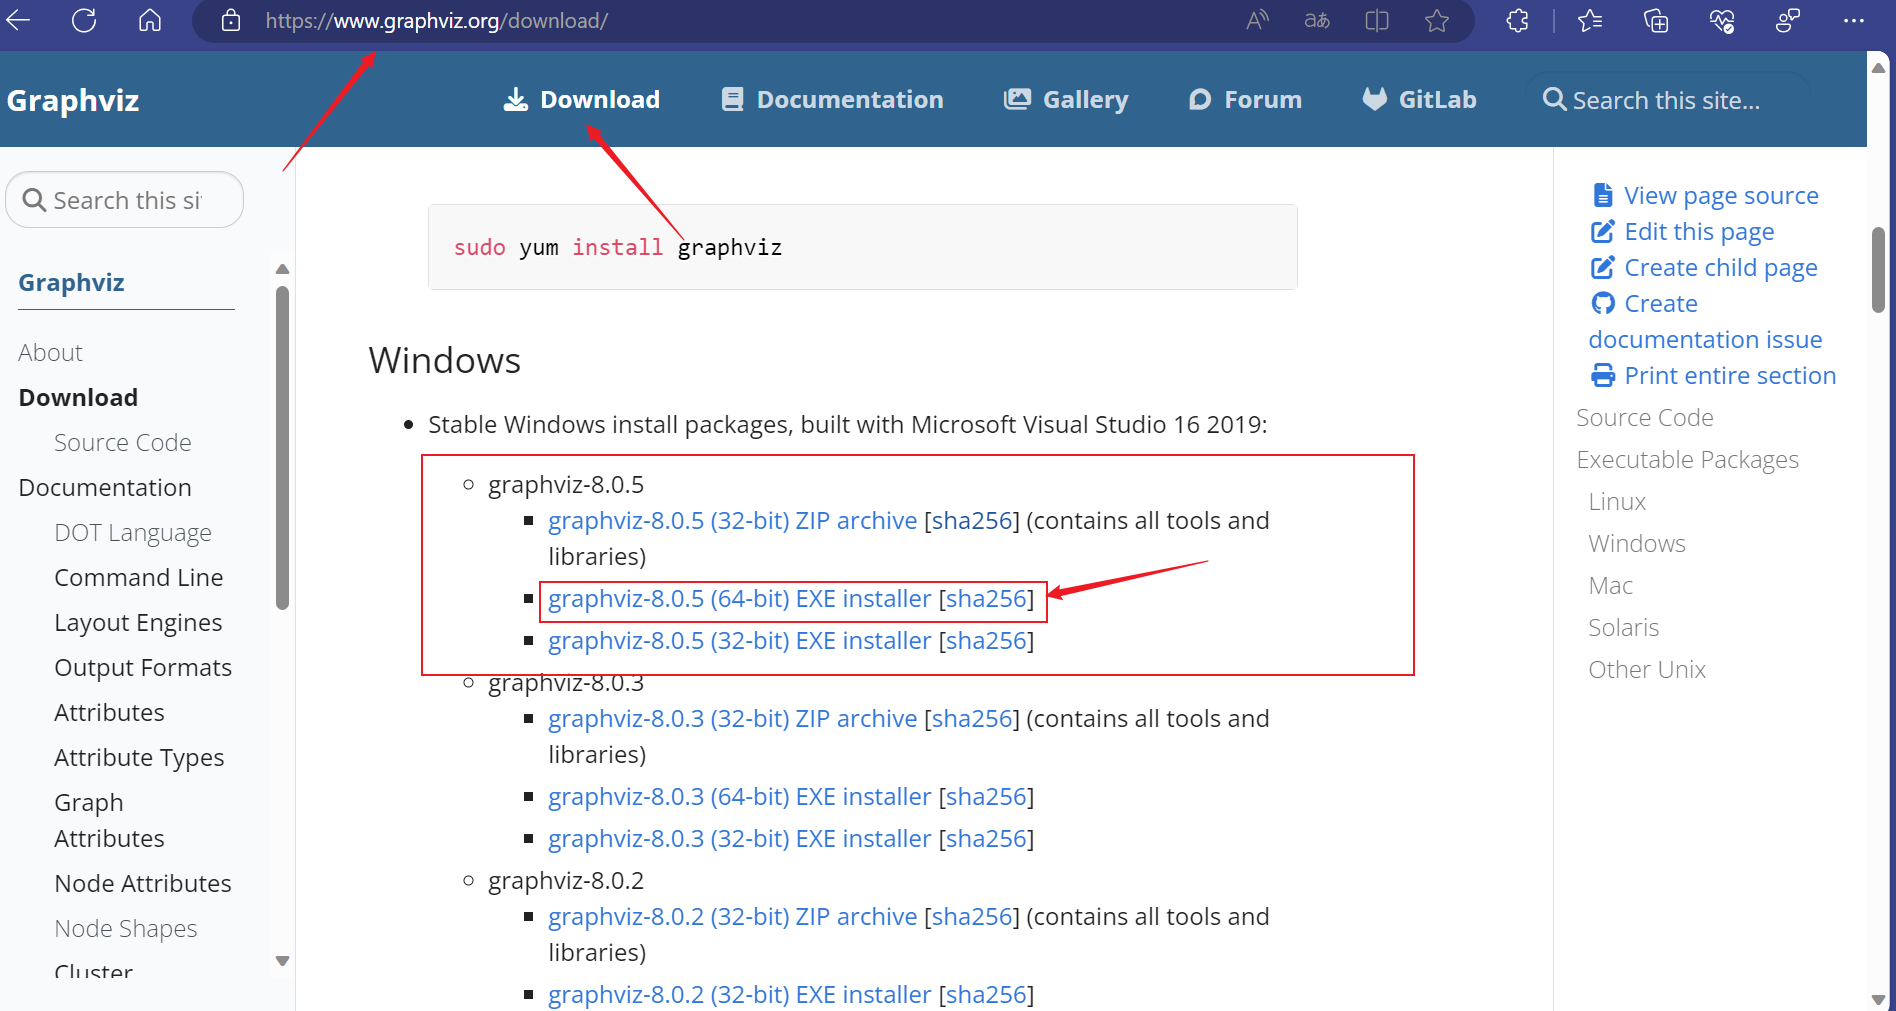 https://www.graphviz.org/download/
Graphviz
Download
Documentation
Gallery
Forum
GitLab
Search this site...
Search this si
Graphviz
About
Download
Source Code
Documentation
DOT Language
Command Line
Layout Engines
Output Formats
Attributes
Attribute Types
Graph
Attributes
Node Attributes
Node Shapes
Cluster
sudo yum install graphviz
Windows
Stable Windows install packages, built with Microsoft Visual Studio 16 2019:
graphviz-8.0.5
graphviz-8.0.5 (32-bit) ZIP archive [sha256] (contains all tools and
libraries)
graphviz-8.0.5 (64-bit) EXE installer [sha256]
graphviz-8.0.5 (32-bit) EXE installer [sha256]
graphviz-8.0.3
graphviz-8.0.3 (32-bit) ZIP archive [sha256] (contains all tools and
libraries)
graphviz-8.0.3 (64-bit) EXE installer [sha256]
graphviz-8.0.3 (32-bit) EXE installer [sha256]
graphviz-8.0.2
graphviz-8.0.2 (32-bit) ZIP archive [sha256] (contains all tools and
libraries)
graphviz-8.0.2 (32-bit) EXE installer [sha256]
View page source
Edit this page
Create child page
Create
documentation issue
Print entire section
Source Code
Executable Packages
Linux
Windows
Mac
Solaris
Other Unix